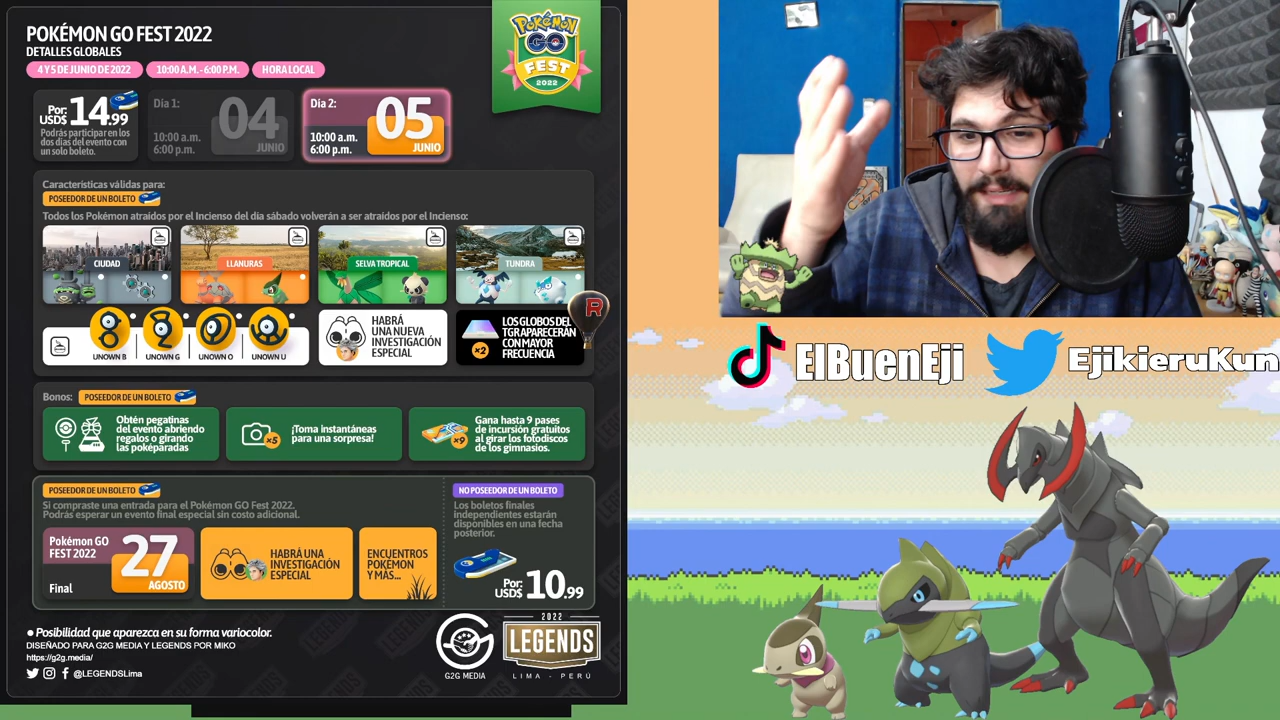 POKÉMON GO FEST 2022
DETALLES GLOBALES
4 Y 5 DE JUNIO DE 2022
10:00 A.M. - 6:00 P.M.
HORA LOCAL
Pokémon
GO
FEST
2022
Por:
USD$ 14.99
Podrás participar en los
dos días del evento con
un solo boleto.
Día 1:
10:00 a.m.
6:00 p.m.
04
JUNIO
Día 2:
10:00 a.m.
6:00 p.m.
05
JUNIO
Características válidas para:
POSEEDOR DE UN BOLETO
Todos los Pokémon atraídos por el Incienso del día sábado volverán a ser atraídos por el Incienso:
CIUDAD
LLANURAS
SELVA TROPICAL
TUNDRA
UNOWN B
UNOWN G
UNOWN O
UNOWN U
HABRÁ
UNA NUEVA
INVESTIGACIÓN
ESPECIAL
x2
LOS GLOBOS DEL
TGR APARECERAN
CON MAYOR
FRECUENCIA
R
Bonos:
POSEEDOR DE UN BOLETO
Obtén pegatinas
del evento abriendo
regalos o girando
las poképaradas
x5
¡Toma instantáneas
para una sorpresa!
x9
Gana hasta 9 pases
de incursión gratuitos
al girar los fotodiscos
de los gimnasios.
POSEEDOR DE UN BOLETO
Si compraste una entrada para el Pokémon GO Fest 2022.
Podrás esperar un evento final especial sin costo adicional.
Pokémon GO
FEST 2022
Final
27
AGOSTO
HABRÁ UNA
INVESTIGACIÓN
ESPECIAL
ENCUENTROS
POKÉMON
Y MÁS...
NO POSEEDOR DE UN BOLETO
Los boletos finales
independientes estarán
disponibles en una fecha
posterior.
Por:
USD$ 10.99
● Posibilidad que aparezca en su forma variocolor.
DISEÑADO PARA G2G MEDIA Y LEGENDS POR MIKO
https://g2g.media/
@LEGENDSLima
G2G MEDIA
2022
LEGENDS
LIMA - PERÚ
ElBuenEji
EjikieruKun